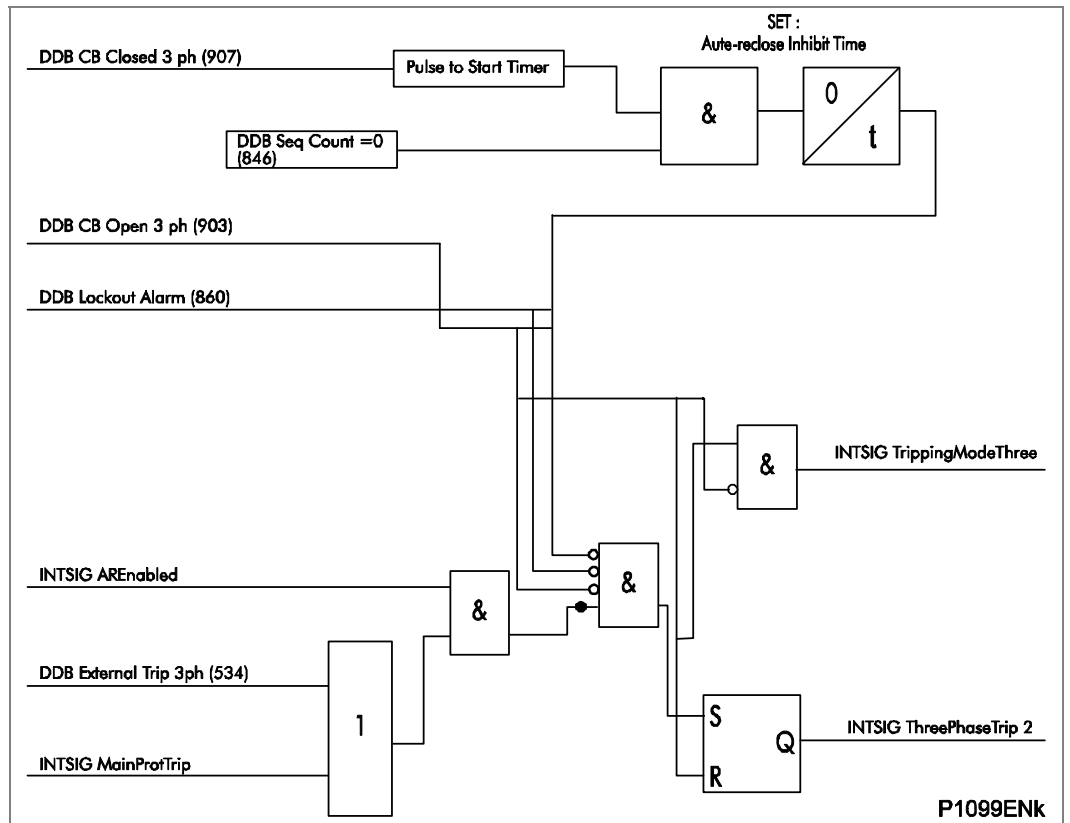 SET :
Aute-reclose Inhibit Time
DDB CB Closed 3 ph (907)
Pulse to Start Timer
&
0
t
DDB Seq Count =0
(846)
DDB CB Open 3 ph (903)
DDB Lockout Alarm (860)
&
INTSIG TrippingModeThree
INTSIG AREnabled
&
&
DDB External Trip 3ph (534)
1
INTSIG MainProtTrip
S
Q
R
INTSIG ThreePhaseTrip 2
P1099ENk